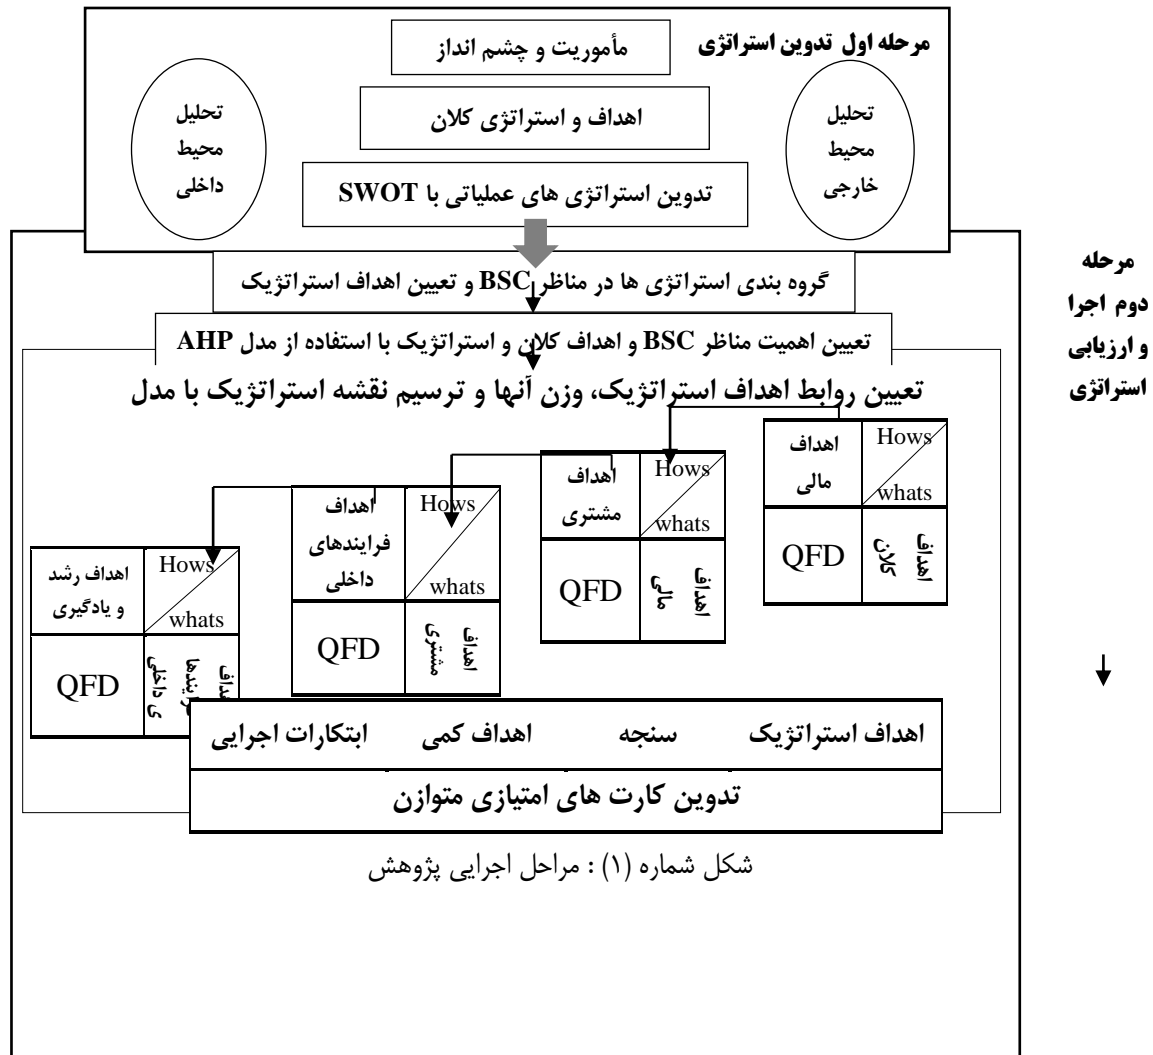 مرحله اول تدوین استراتژی
مأموریت و چشم انداز
اهداف و استراتژی کلان
تحلیل
محیط
خارجی
تحلیل
محیط
داخلی
تدوین استراتژی های عملیاتی با SWOT
مرحله
دوم اجرا
و ارزیابی
استراتژی
گروه بندی استراتژی ها در مناظر BSC و تعیین اهداف استراتژیک
تعیین اهمیت مناظر BSC و اهداف کلان و استراتژیک با استفاده از مدل AHP
تعیین روابط اهداف استراتژیک، وزن آنها و ترسیم نقشه استراتژیک با مدل
Hows
whats
اهداف
مالی
اهداف
کلان
QFD
Hows
whats
اهداف
مشتری
اهداف
مالی
QFD
Hows
whats
اهداف
فرایندهای
داخلی
اهداف
مشتری
QFD
Hows
whats
اهداف رشد
و یادگیری
ی داخلی
QFD
اهداف استراتژیک سنجه اهداف کمی ابتکارات اجرایی
تدوین کارت های امتیازی متوازن
شکل شماره (۱) : مراحل اجرایی پژوهش